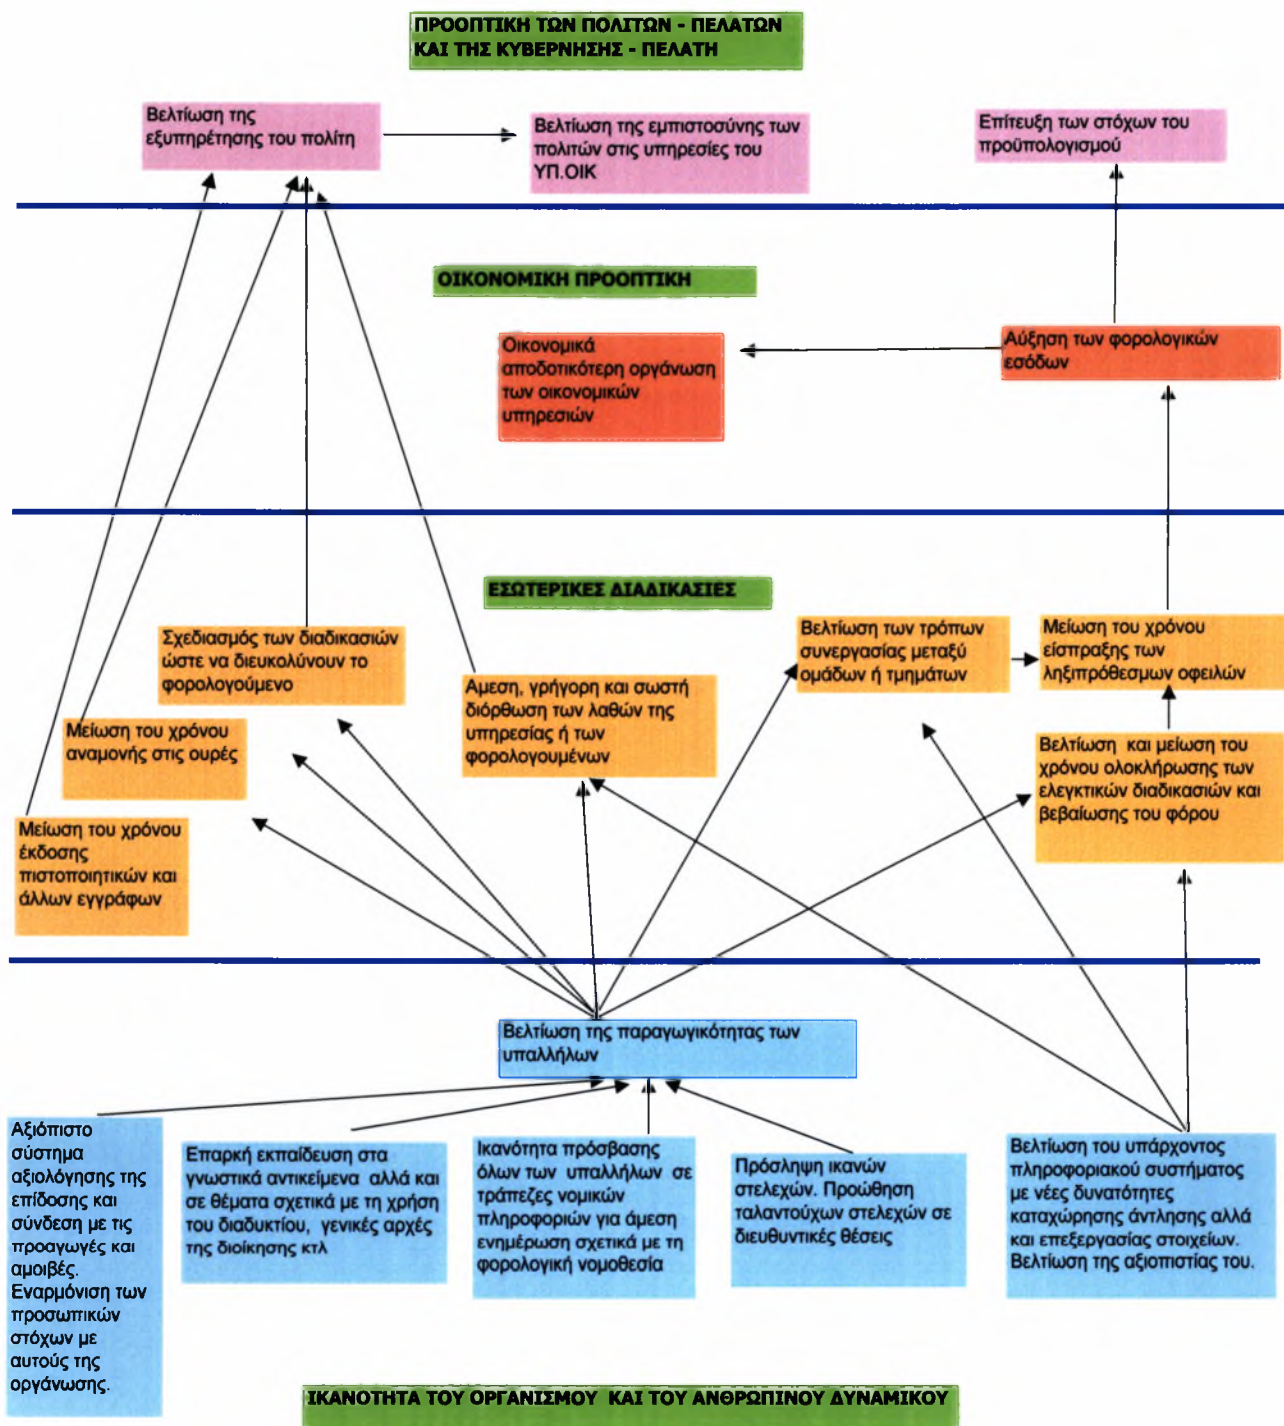 ΠΡΟΟΠΤΙΚΗ ΤΩΝ ΠΟΛΙΤΩΝ - ΠΕΛΑΤΩΝ
ΚΑΙ ΤΗΣ ΚΥΒΕΡΝΗΣΗΣ - ΠΕΛΑΤΗ
Βελτίωση της
εξυπηρέτησης του πολίτη
Βελτίωση της εμπιστοσύνης των
πολιτών στις υπηρεσίες του
ΥΠ.ΟΙΚ
Επίτευξη των στόχων του
προϋπολογισμού
ΟΙΚΟΝΟΜΙΚΗ ΠΡΟΟΠΤΙΚΗ
Οικονομικά
αποδοτικότερη οργάνωση
των οικονομικών
υπηρεσιών
Αύξηση των φορολογικών
εσόδων
ΕΣΩΤΕΡΙΚΕΣ ΔΙΑΔΙΚΑΣΙΕΣ
Σχεδιασμός των διαδικασιών
ώστε να διευκολύνουν το
φορολογούμενο
Μείωση του χρόνου
αναμονής στις ουρές
Μείωση του χρόνου
έκδοσης
πιστοποιητικών και
άλλων εγγράφων
Αμεση, γρήγορη και σωστή
διόρθωση των λαθών της
υπηρεσίας ή των
φορολογουμένων
Βελτίωση των τρόπων
συνεργασίας μεταξύ
ομάδων ή τμημάτων
Μείωση του χρόνου
είσπραξης των
ληξιπρόθεσμων οφειλών
Βελτίωση και μείωση του
χρόνου ολοκλήρωσης των
ελεγκτικών διαδικασιών και
βεβαίωσης του φόρου
Βελτίωση της παραγωγικότητας των
υπαλλήλων
Αξιόπιστο
σύστημα
αξιολόγησης της
επίδοσης και
σύνδεση με τις
προαγωγές και
αμοιβές.
Εναρμόνιση των
προσωπικών
στόχων με
αυτούς της
οργάνωσης.
Επαρκή εκπαίδευση στα
γνωστικά αντικείμενα αλλά και
σε θέματα σχετικά με τη χρήση
του διαδυκτίου, γενικές αρχές
της διοίκησης κτλ
Ικανότητα πρόσβασης
όλων των υπαλλήλων σε
τράπεζες νομικών
πληροφοριών για άμεση
ενημέρωση σχετικά με τη
φορολογική νομοθεσία
Πρόσληψη ικανών
στελεχών. Προώθηση
ταλαντούχων στελεχών σε
διευθυντικές θέσεις
Βελτίωση του υπάρχοντος
πληροφοριακού συστήματος
με νέες δυνατότητες
καταχώρησης άντλησης αλλά
και επεξεργασίας στοιχείων.
Βελτίωση της αξιοπιστίας του.
ΙΚΑΝΟΤΗΤΑ ΤΟΥ ΟΡΓΑΝΙΣΜΟΥ ΚΑΙ ΤΟΥ ΑΝΘΡΩΠΙΝΟΥ ΔΥΝΑΜΙΚΟΥ